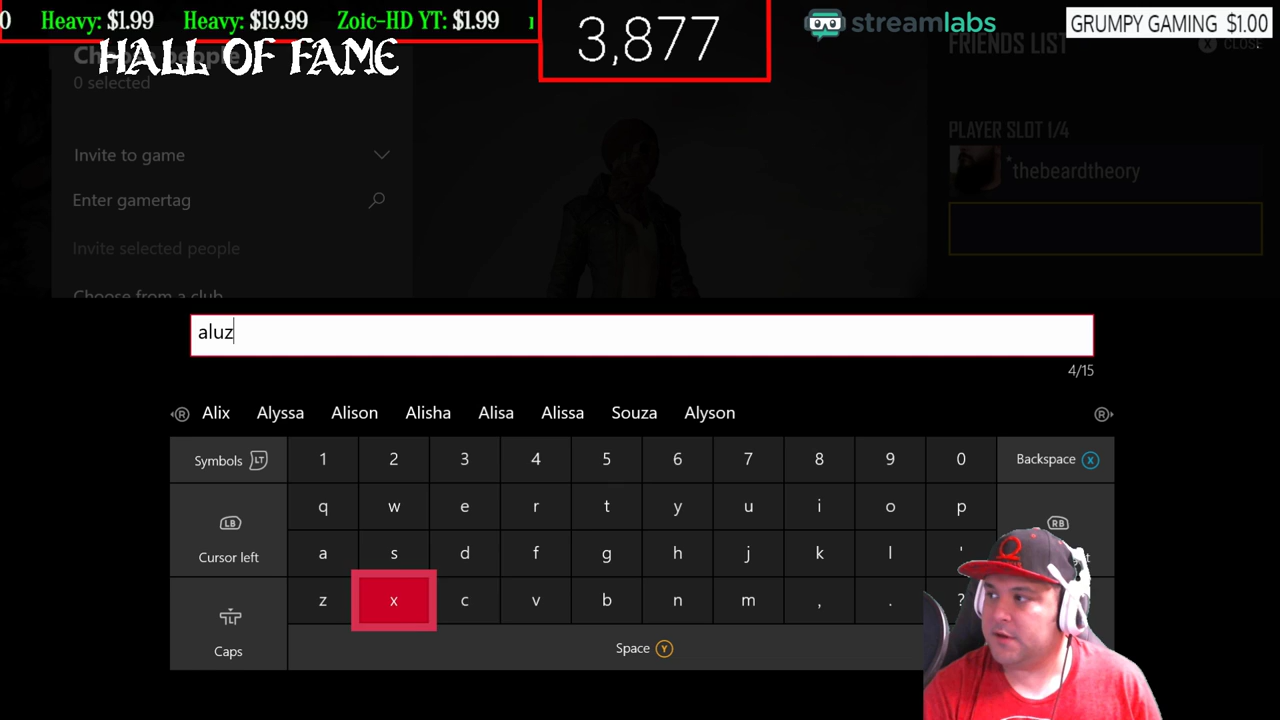 0 Heavy: $1.99 Heavy: $19.99 Zoic-HD YT: $1.99
HALL OF FAME
3,877
streamlabs
GRUMPY GAMING $1.00
0 selected
FRIENDS LIST
X CLOSE
Invite to game
Enter gamertag
Invite selected people
Choose from a club
PLAYER SLOT 1/4
*thebeardtheory
aluz
4/15
R Alix Alyssa Alison Alisha Alisa Alissa Souza Alyson R
Symbols LT 1 2 3 4 5 6 7 8 9 0 Backspace X
q w e r t y u i o p
LB Cursor left
RB
a s d f g h j k l '
z x c v b n m , . ?
Caps
Space Y